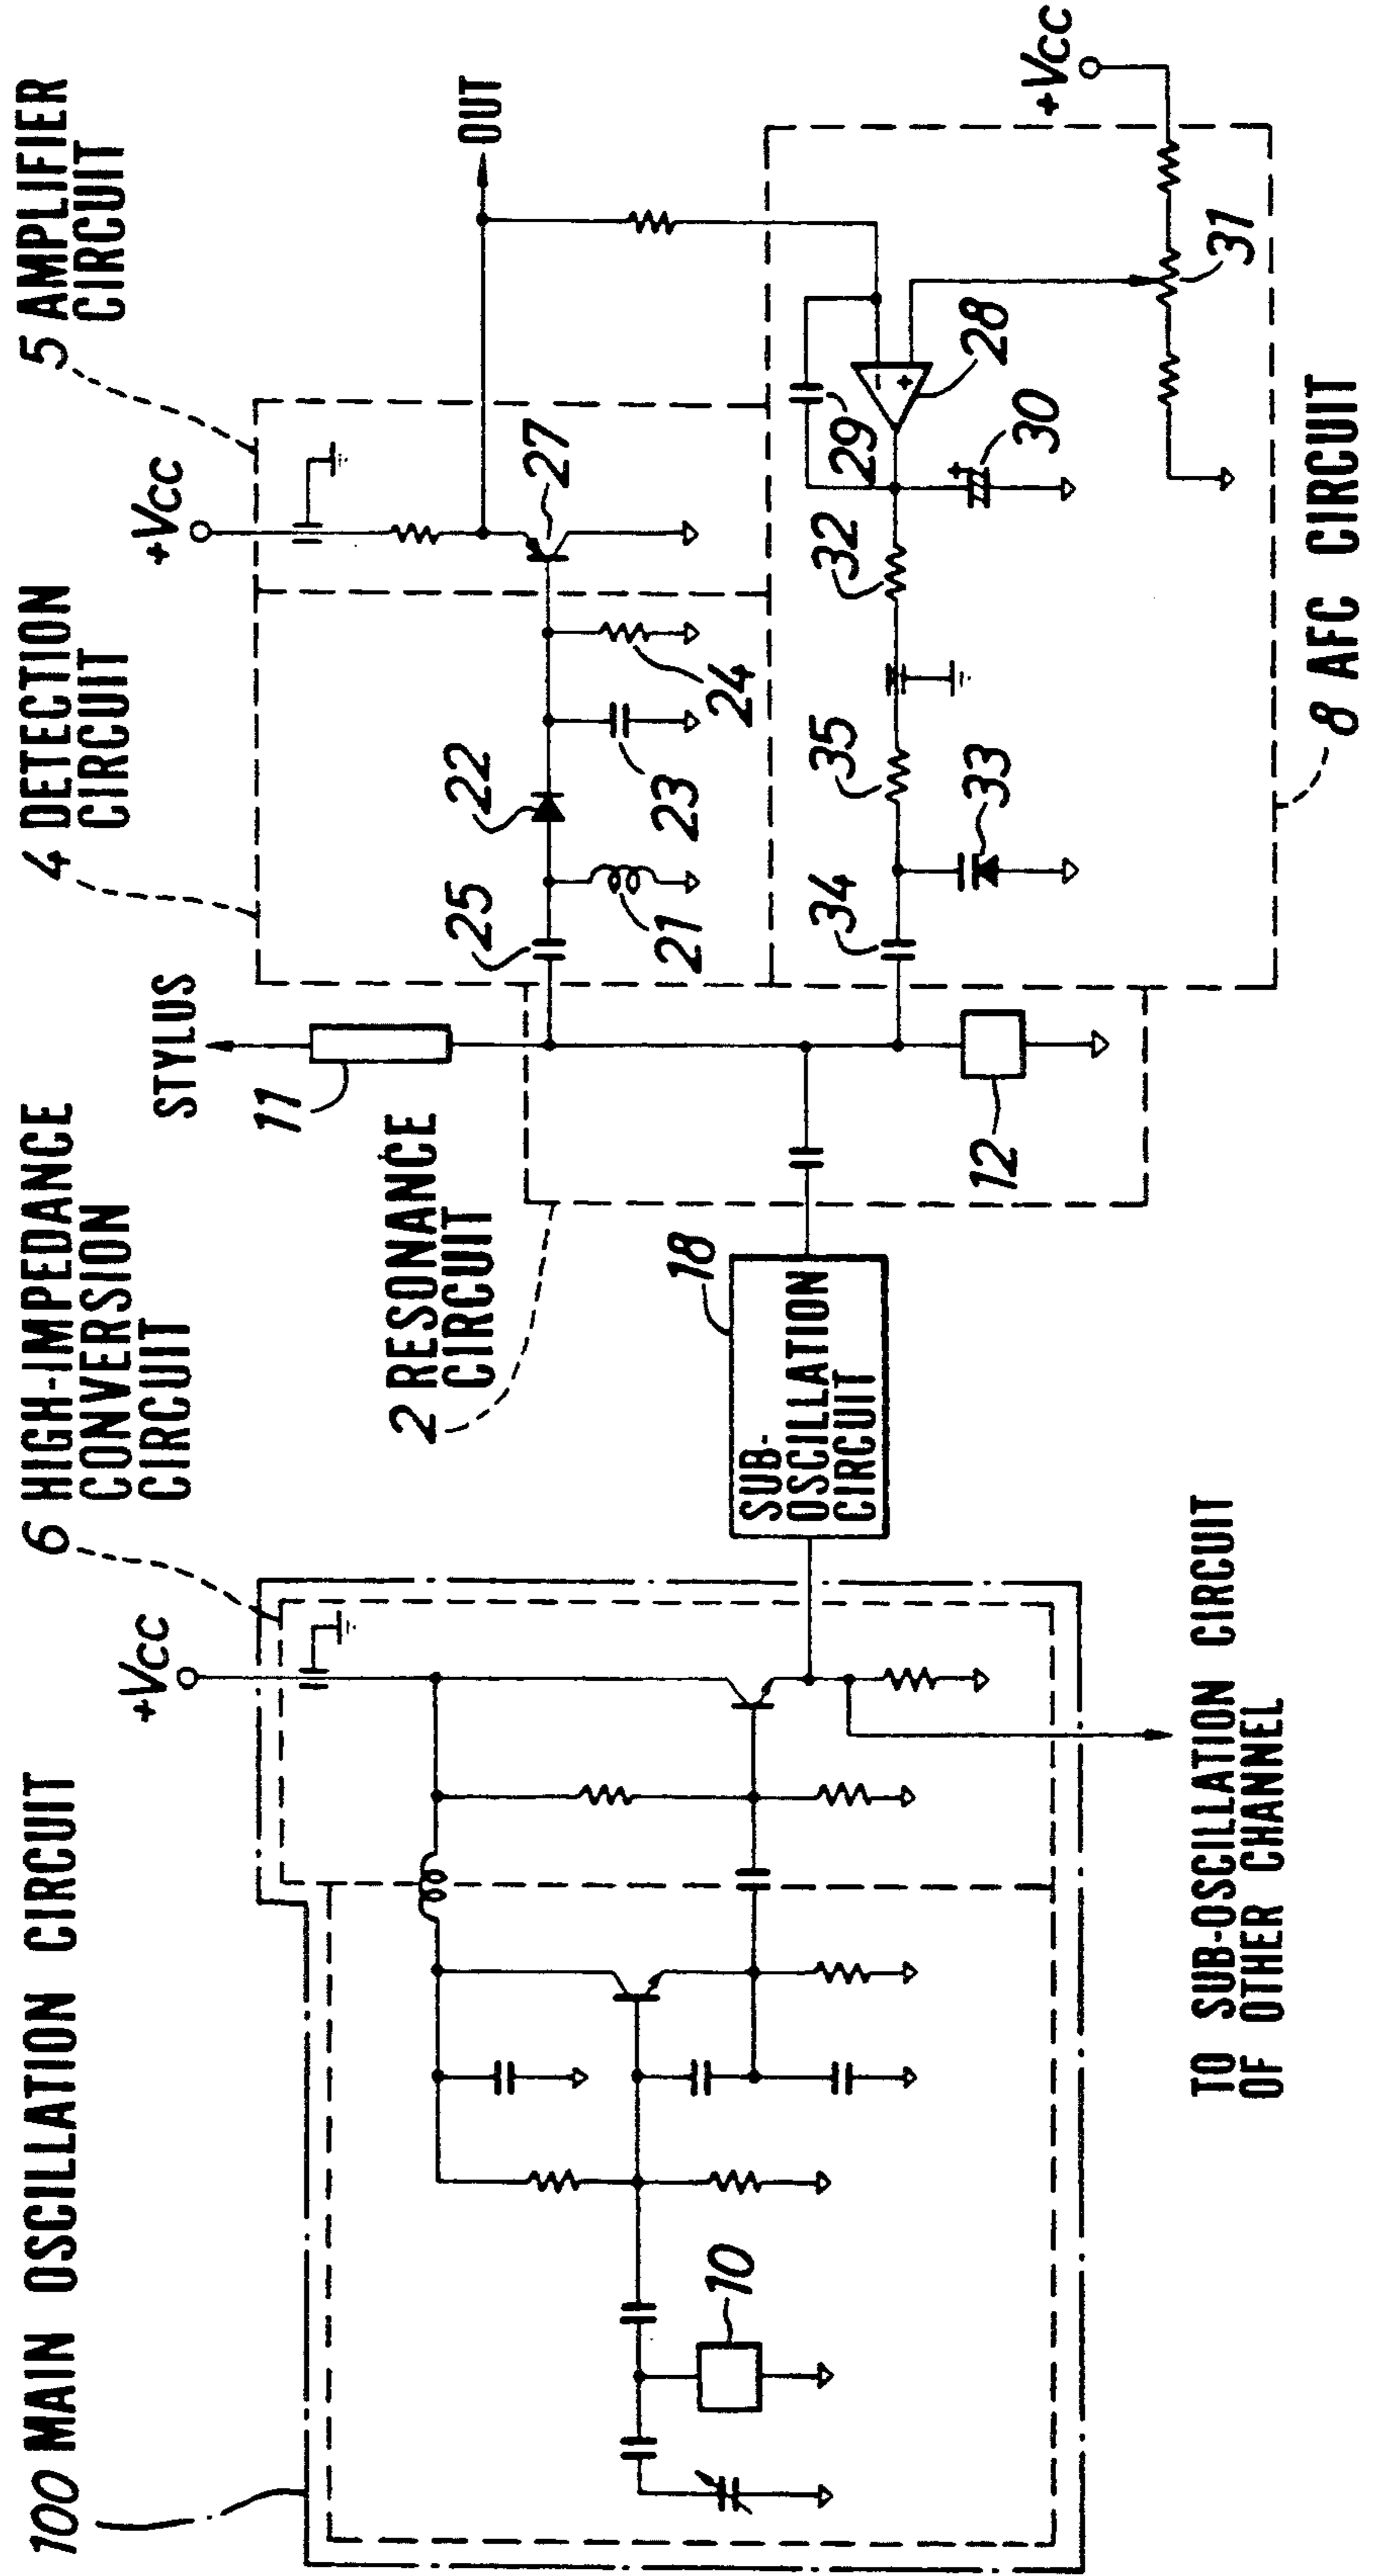 100 MAIN OSCILLATION CIRCUIT
6 HIGH-IMPEDANCE
CONVERSION
CIRCUIT
4 DETECTION
CIRCUIT
5 AMPLIFIER
CIRCUIT
+Vcc
STYLUS
+Vcc
OUT
+Vcc
11
2 RESONANCE
CIRCUIT
25
22
27
21
23
24
10
18
SUB-
OSCILLATION
CIRCUIT
12
34
35
32
29
28
33
30
31
TO SUB-OSCILLATION CIRCUIT
OF OTHER CHANNEL
8 AFC CIRCUIT
−
+